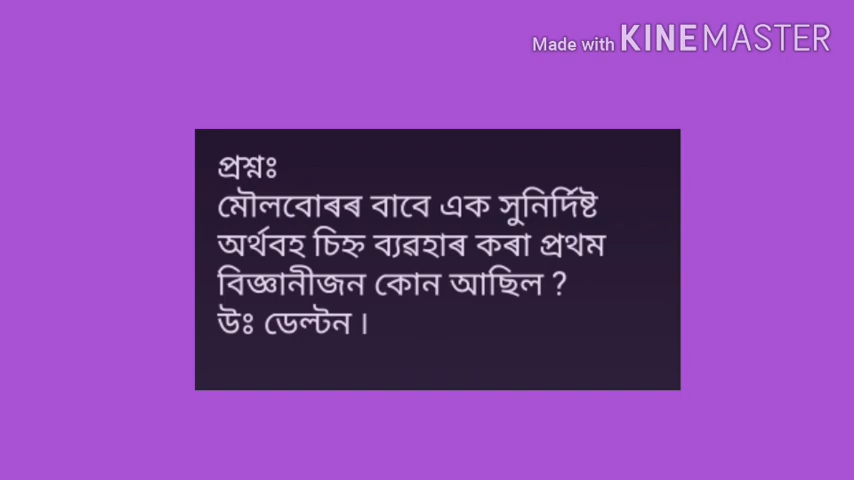 Made with KINEMASTER
প্ৰশ্নঃ
মৌলবোৰৰ বাবে এক সুনিৰ্দিষ্ট
অৰ্থবহ চিহ্ন ব্যৱহাৰ কৰা প্ৰথম
বিজ্ঞানীজন কোন আছিল ?
উঃ ডেল্টন ।